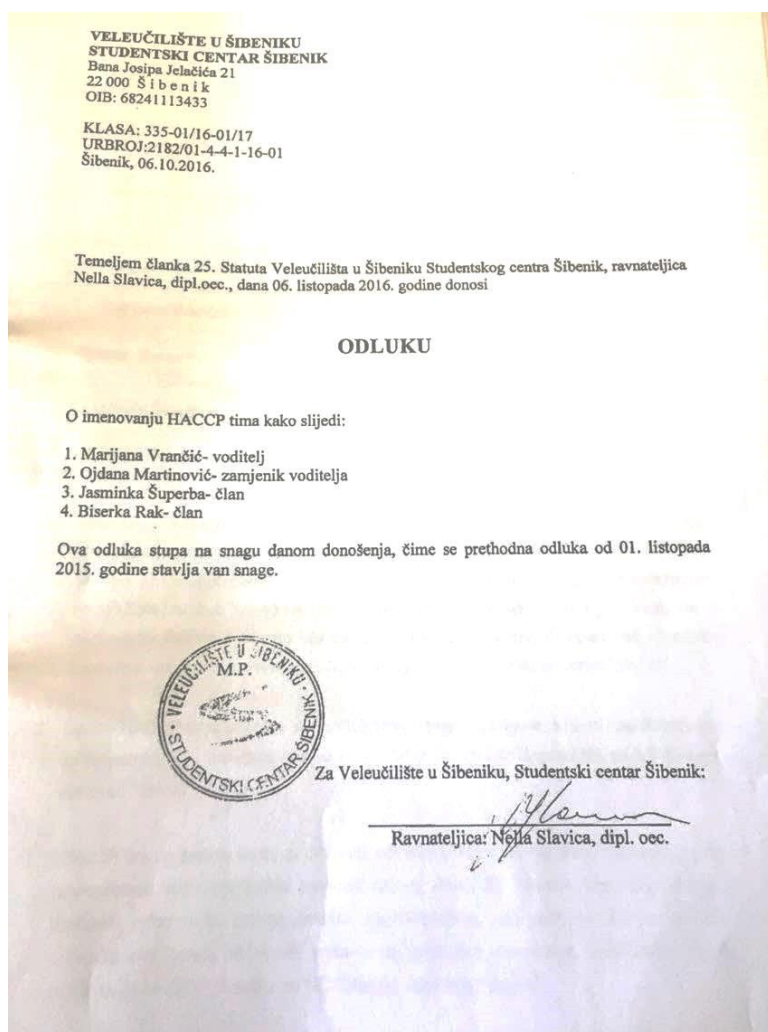 VELEUČILIŠTE U ŠIBENIKU
STUDENTSKI CENTAR ŠIBENIK
Bana Josipa Jelačića 21
22 000 Š i b e n i k
OIB: 68241113433
KLASA: 335-01/16-01/17
URBROJ:2182/01-4-4-1-16-01
Šibenik, 06.10.2016.
Temeljem članka 25. Statuta Veleučilišta u Šibeniku Studentskog centra Šibenik, ravnateljica
Nella Slavica, dipl.oec., dana 06. listopada 2016. godine donosi
ODLUKU
O imenovanju HACCP tima kako slijedi:
1. Marijana Vrančić- voditelj
2. Ojdana Martinović- zamjenik voditelja
3. Jasminka Šuperba- član
4. Biserka Rak- član
Ova odluka stupa na snagu danom donošenja, čime se prethodna odluka od 01. listopada
2015. godine stavlja van snage.
VELEUČILIŠTE U ŠIBENIKU
M.P.
STUDENTSKI CENTAR ŠIBENIK
Za Veleučilište u Šibeniku, Studentski centar Šibenik:
Ravnateljica: Nella Slavica, dipl. oec.